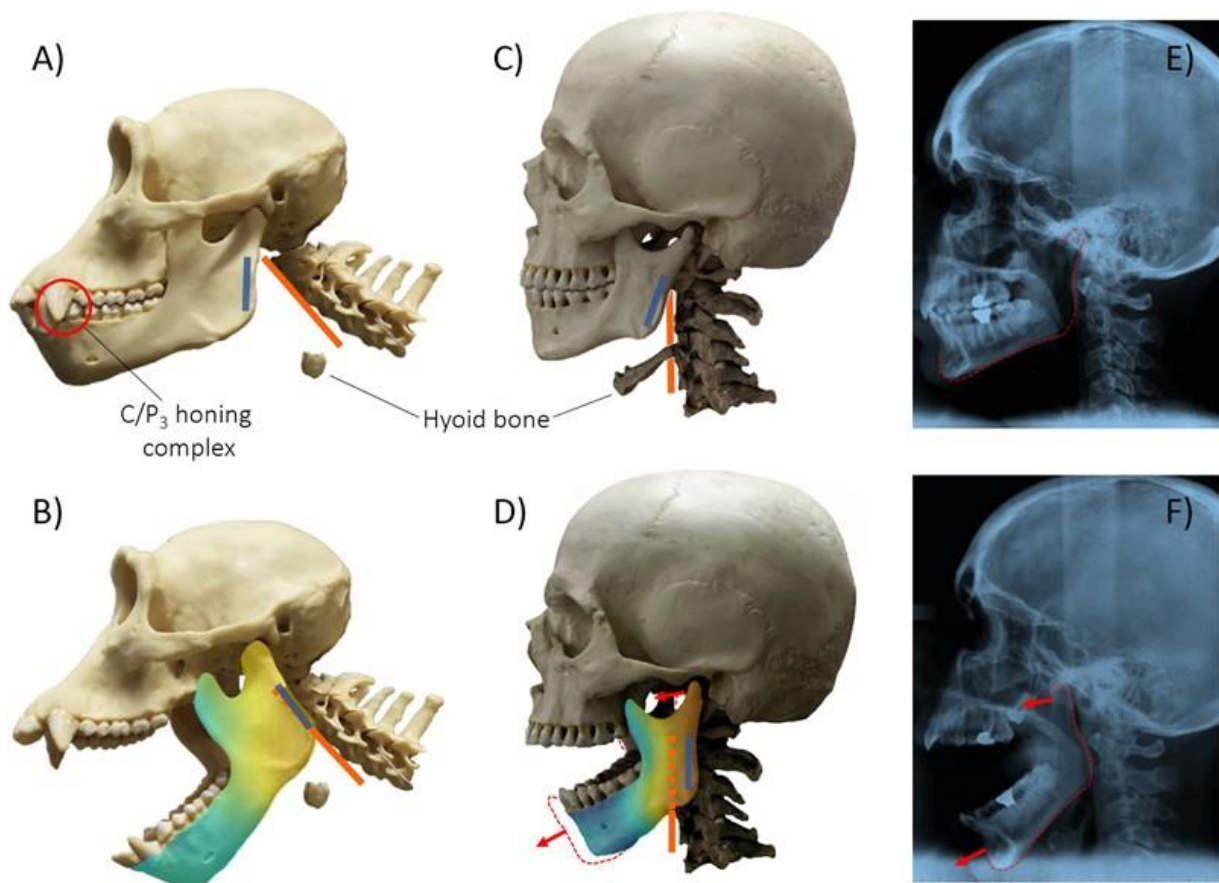 A)
C)
E)
C/P₃ honing
complex
Hyoid bone
B)
D)
F)